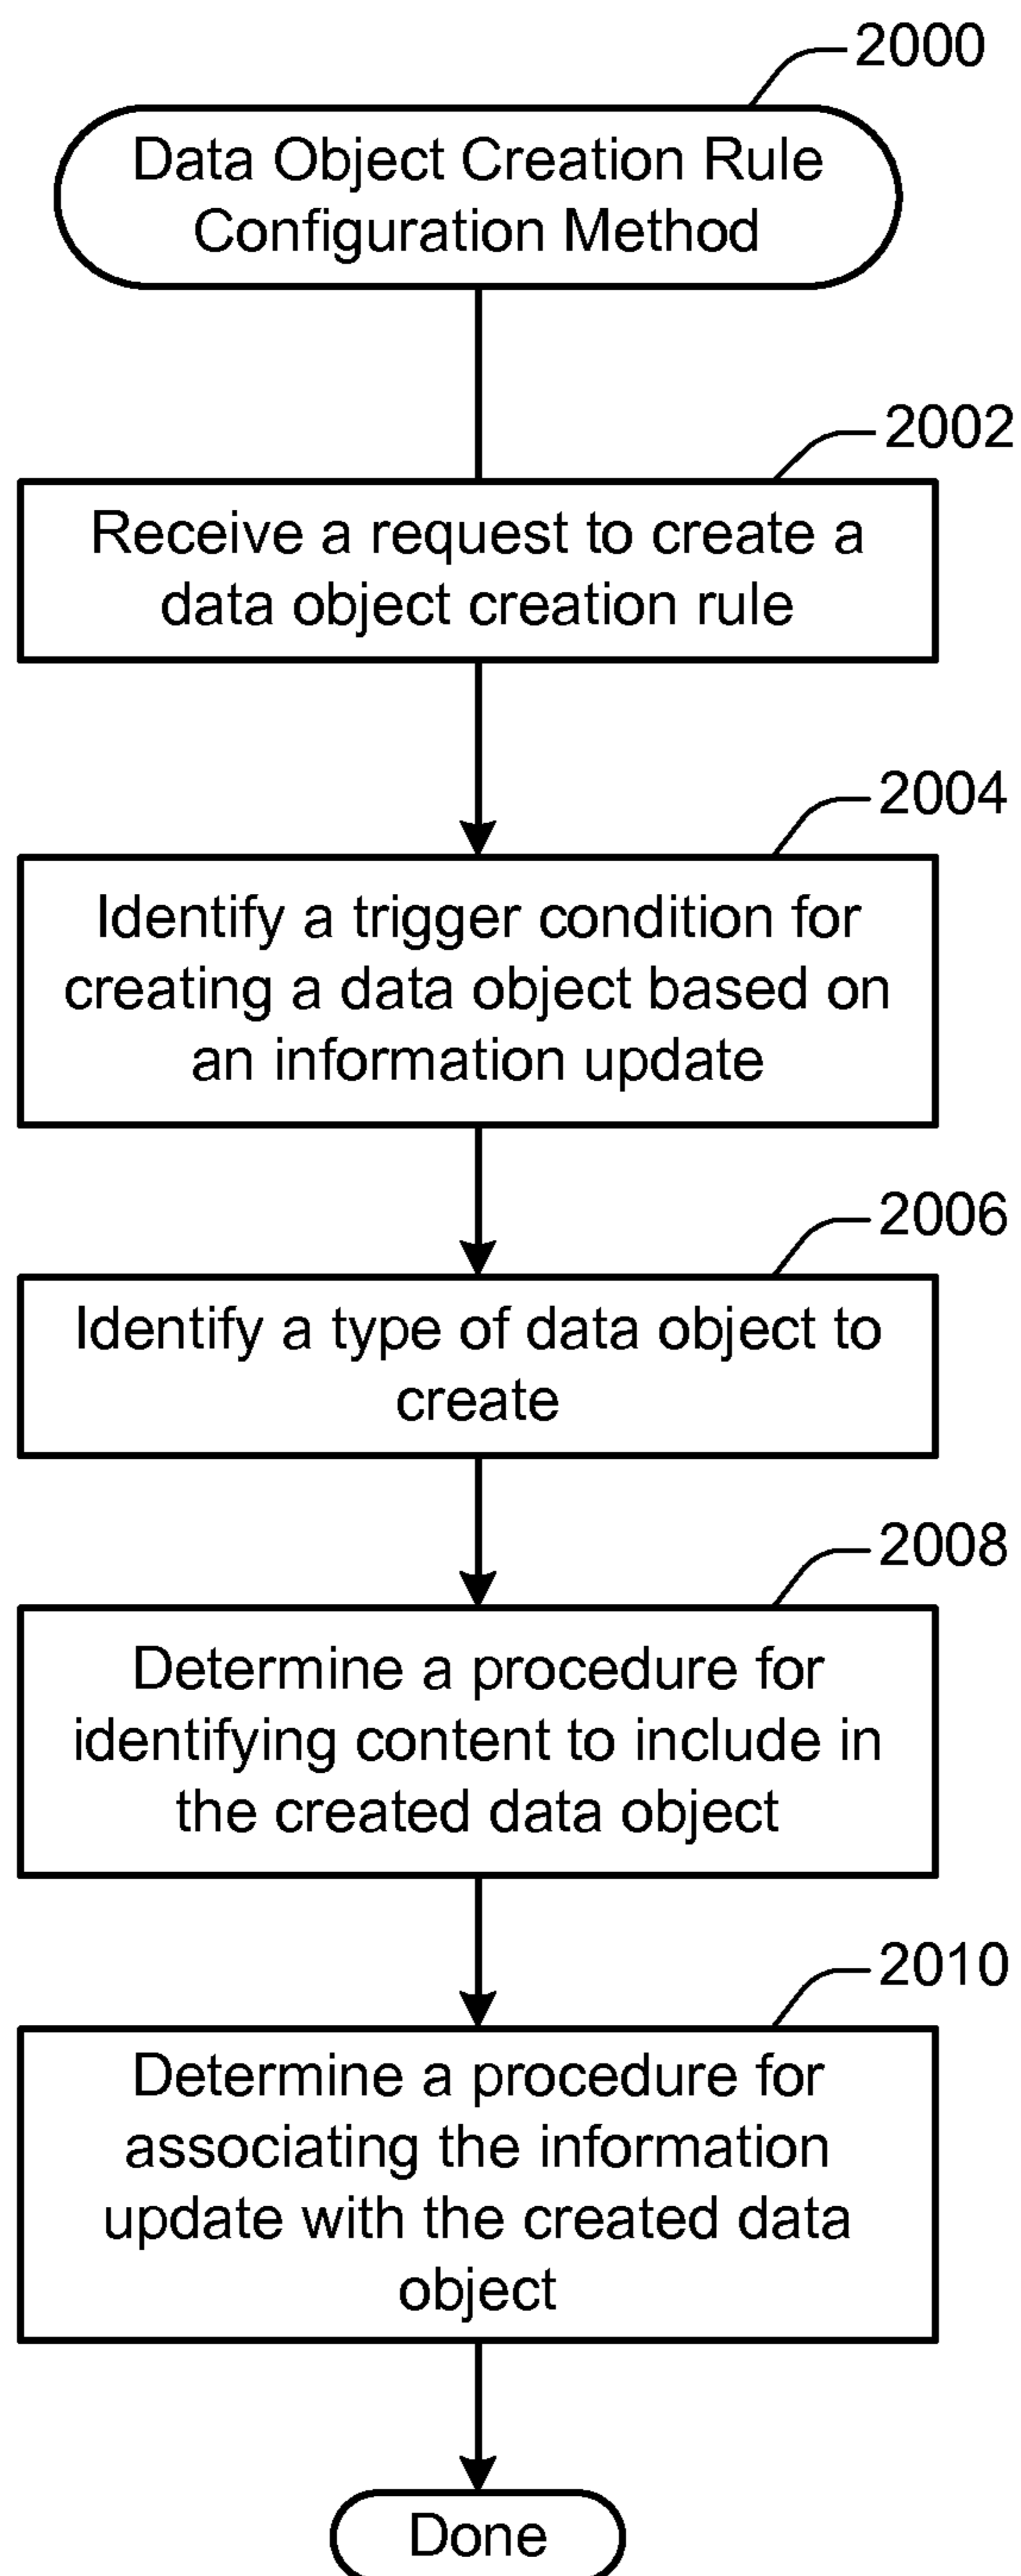 2000
Data Object Creation Rule
Configuration Method
2002
Receive a request to create a
data object creation rule
2004
Identify a trigger condition for
creating a data object based on
an information update
2006
Identify a type of data object to
create
2008
Determine a procedure for
identifying content to include in
the created data object
2010
Determine a procedure for
associating the information
update with the created data
object
Done